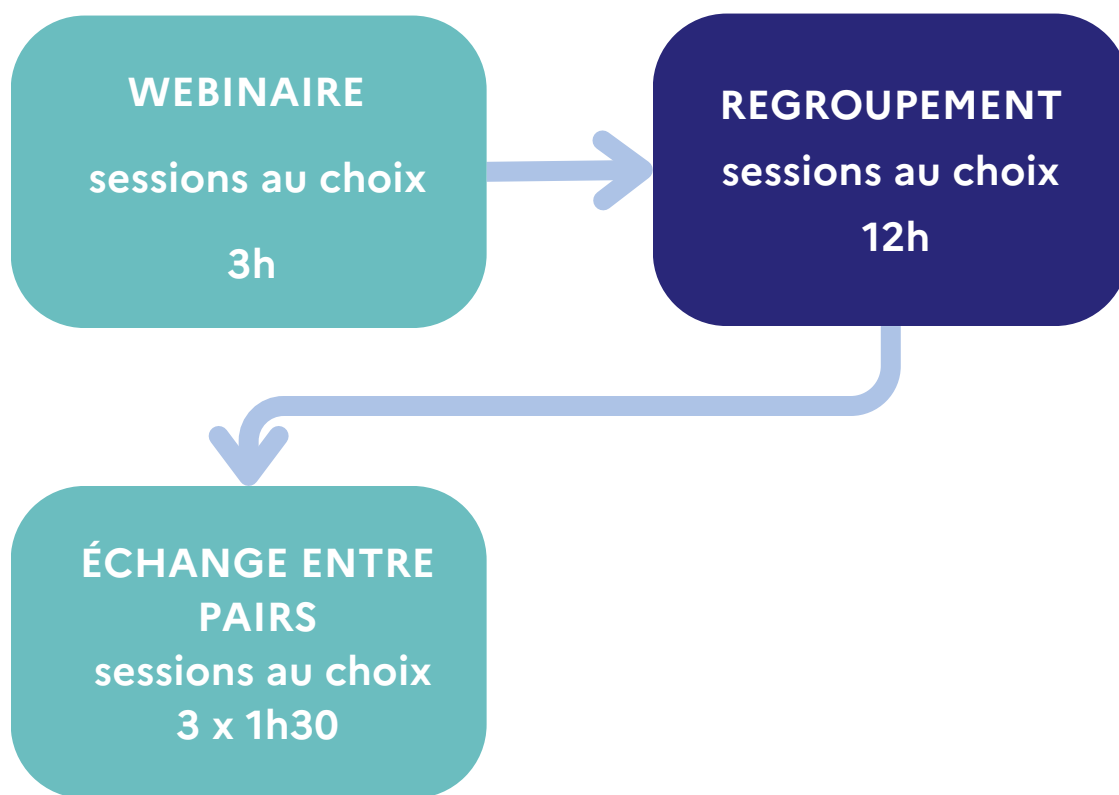 WEBINAIRE
sessions au choix
3h
REGROUPEMENT
sessions au choix
12h
ÉCHANGE ENTRE
PAIRS
sessions au choix
3 x 1h30